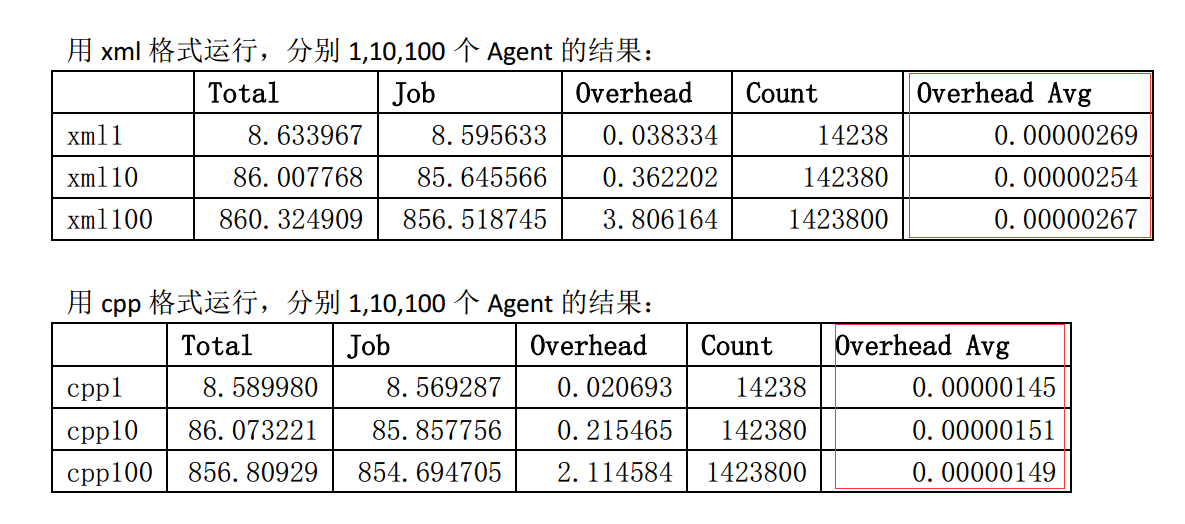 用 xml 格式运行，分别 1,10,100 个 Agent 的结果：
Total Job Overhead Count Overhead Avg
xml1 8.633967 8.595633 0.038334 14238 0.00000269
xml10 86.007768 85.645566 0.362202 142380 0.00000254
xml100 860.324909 856.518745 3.806164 1423800 0.00000267
用 cpp 格式运行，分别 1,10,100 个 Agent 的结果：
Total Job Overhead Count Overhead Avg
cpp1 8.589980 8.569287 0.020693 14238 0.00000145
cpp10 86.073221 85.857756 0.215465 142380 0.00000151
cpp100 856.80929 854.694705 2.114584 1423800 0.00000149